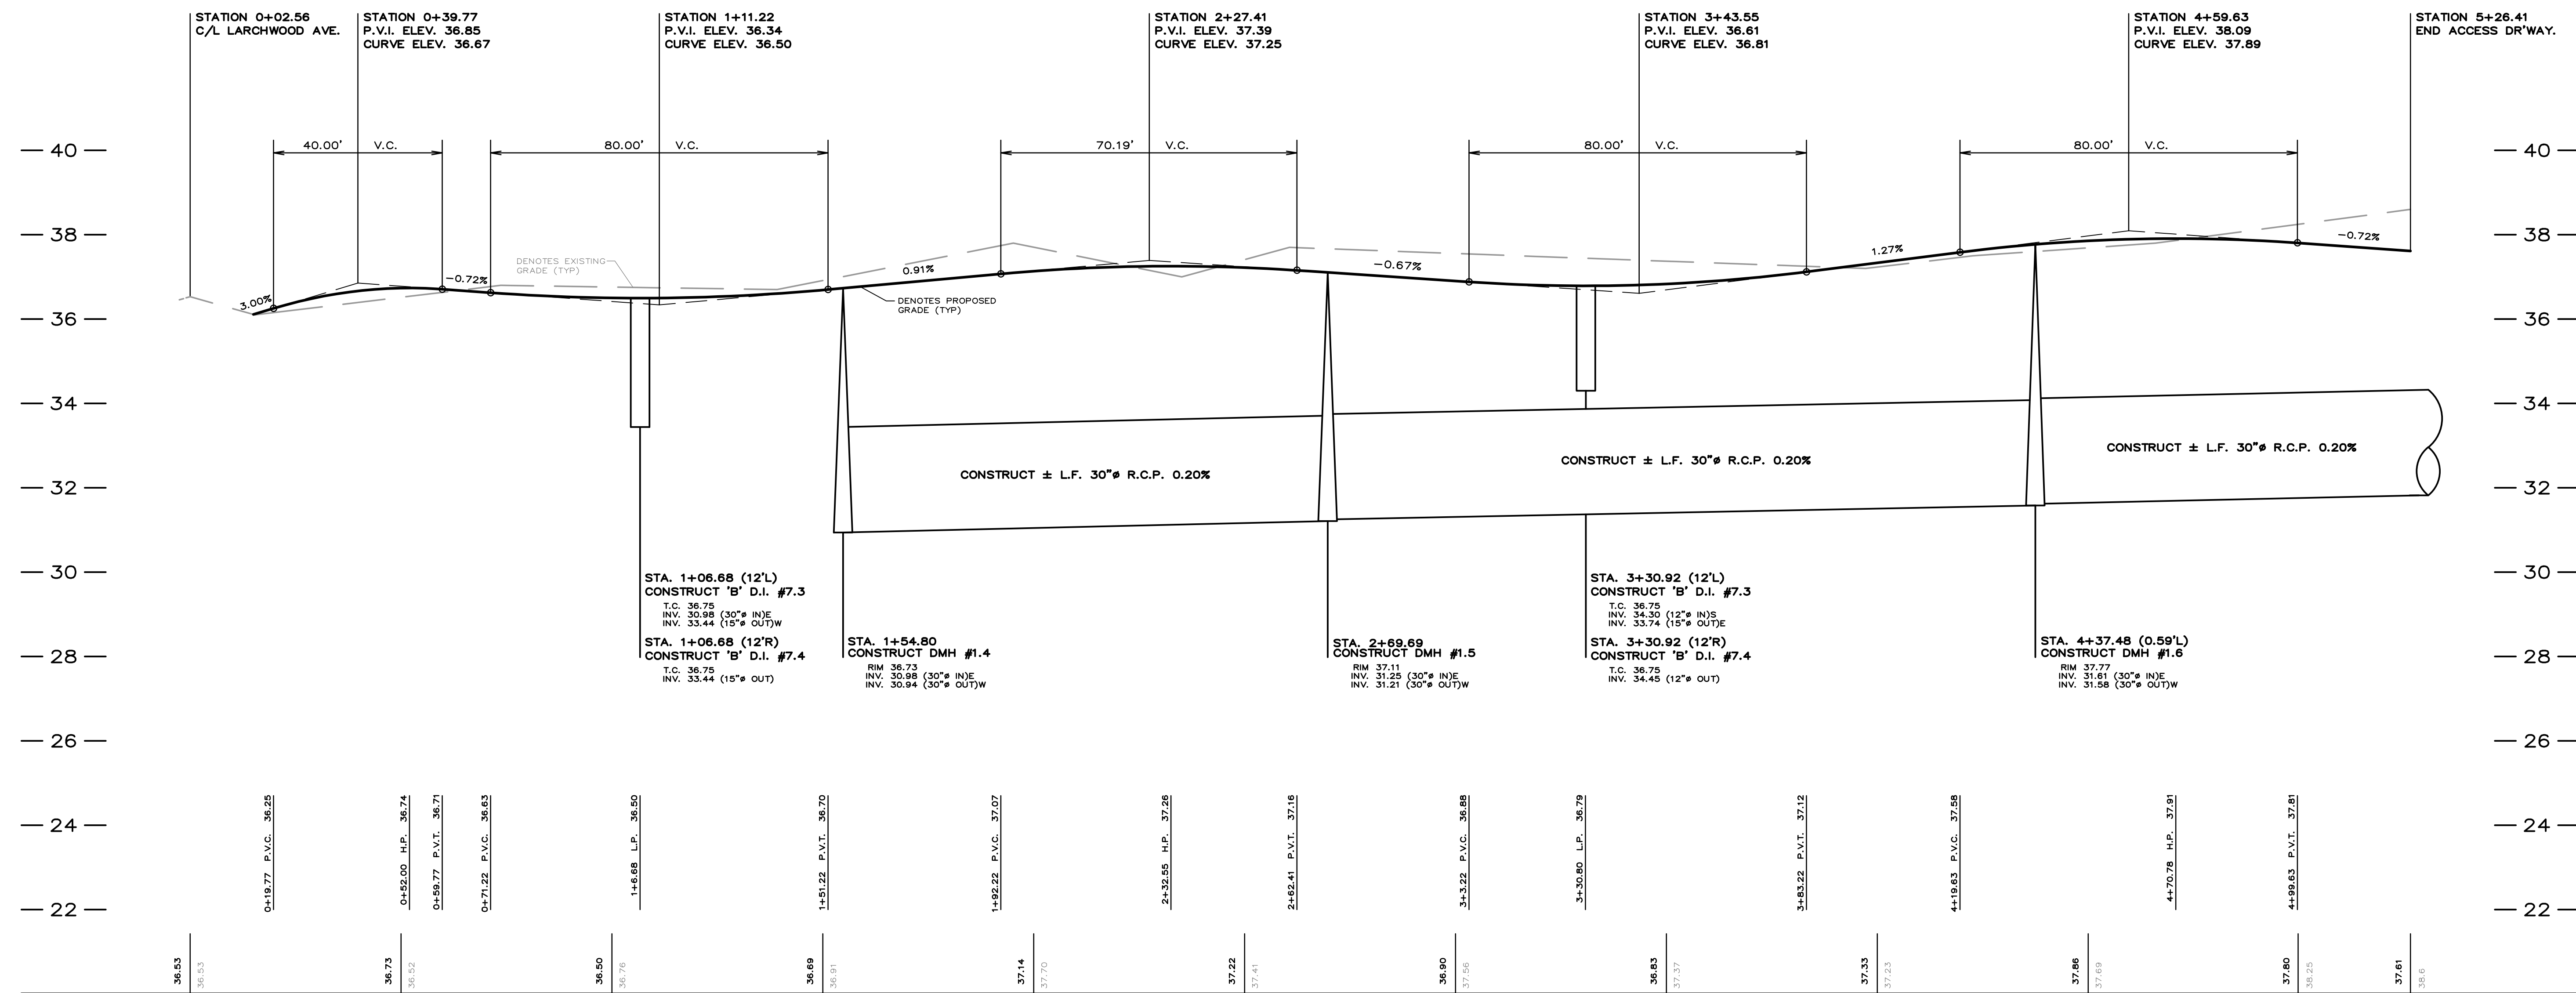 STATION 0+02.56
C/L LARCHWOOD AVE.
STATION 0+39.77
P.V.I. ELEV. 36.85
CURVE ELEV. 36.67
STATION 1+11.22
P.V.I. ELEV. 36.34
CURVE ELEV. 36.50
STATION 2+27.41
P.V.I. ELEV. 37.39
CURVE ELEV. 37.25
STATION 3+43.55
P.V.I. ELEV. 36.61
CURVE ELEV. 36.81
STATION 4+59.63
P.V.I. ELEV. 38.09
CURVE ELEV. 37.89
STATION 5+26.41
END ACCESS DR'WAY.
40
40.00' V.C.
80.00' V.C.
70.19' V.C.
80.00' V.C.
80.00' V.C.
40
38
38
3.00%
-0.72%
DENOTES EXISTING
GRADE (TYP)
0.91%
DENOTES PROPOSED
GRADE (TYP)
-0.67%
1.27%
-0.72%
36
36
34
34
CONSTRUCT ± L.F. 30"ø R.C.P. 0.20%
CONSTRUCT ± L.F. 30"ø R.C.P. 0.20%
CONSTRUCT ± L.F. 30"ø R.C.P. 0.20%
32
32
30
30
STA. 1+06.68 (12'L)
CONSTRUCT 'B' D.I. #7.3
T.C. 36.75
INV. 30.98 (30"ø IN)E
INV. 33.44 (15"ø OUT)W
STA. 1+06.68 (12'R)
CONSTRUCT 'B' D.I. #7.4
T.C. 36.75
INV. 33.44 (15"ø OUT)
STA. 1+54.80
CONSTRUCT DMH #1.4
RIM 36.73
INV. 30.98 (30"ø IN)E
INV. 30.94 (30"ø OUT)W
STA. 2+69.69
CONSTRUCT DMH #1.5
RIM 37.11
INV. 31.25 (30"ø IN)E
INV. 31.21 (30"ø OUT)W
STA. 3+30.92 (12'L)
CONSTRUCT 'B' D.I. #7.3
T.C. 36.75
INV. 34.30 (12"ø IN)S
INV. 33.74 (15"ø OUT)E
STA. 3+30.92 (12'R)
CONSTRUCT 'B' D.I. #7.4
T.C. 36.75
INV. 34.45 (12"ø OUT)
STA. 4+37.48 (0.59'L)
CONSTRUCT DMH #1.6
RIM 37.77
INV. 31.61 (30"ø IN)E
INV. 31.58 (30"ø OUT)W
28
28
26
26
24
24
22
22
0+19.77 P.V.C. 36.25
0+52.00 H.P. 36.74
0+59.77 P.V.T. 36.71
0+71.22 P.V.C. 36.63
1+6.68 L.P. 36.50
1+51.22 P.V.T. 36.70
1+92.22 P.V.C. 37.07
2+32.55 H.P. 37.26
2+62.41 P.V.T. 37.16
3+3.22 P.V.C. 36.88
3+30.80 L.P. 36.79
3+83.22 P.V.T. 37.12
4+19.63 P.V.C. 37.58
4+70.78 H.P. 37.91
4+99.63 P.V.T. 37.81
36.53
36.53
36.73
36.52
36.50
36.76
36.69
36.91
37.14
37.70
37.22
37.41
36.90
37.56
36.83
37.37
37.33
37.23
37.86
37.69
37.80
38.25
37.61
38.6